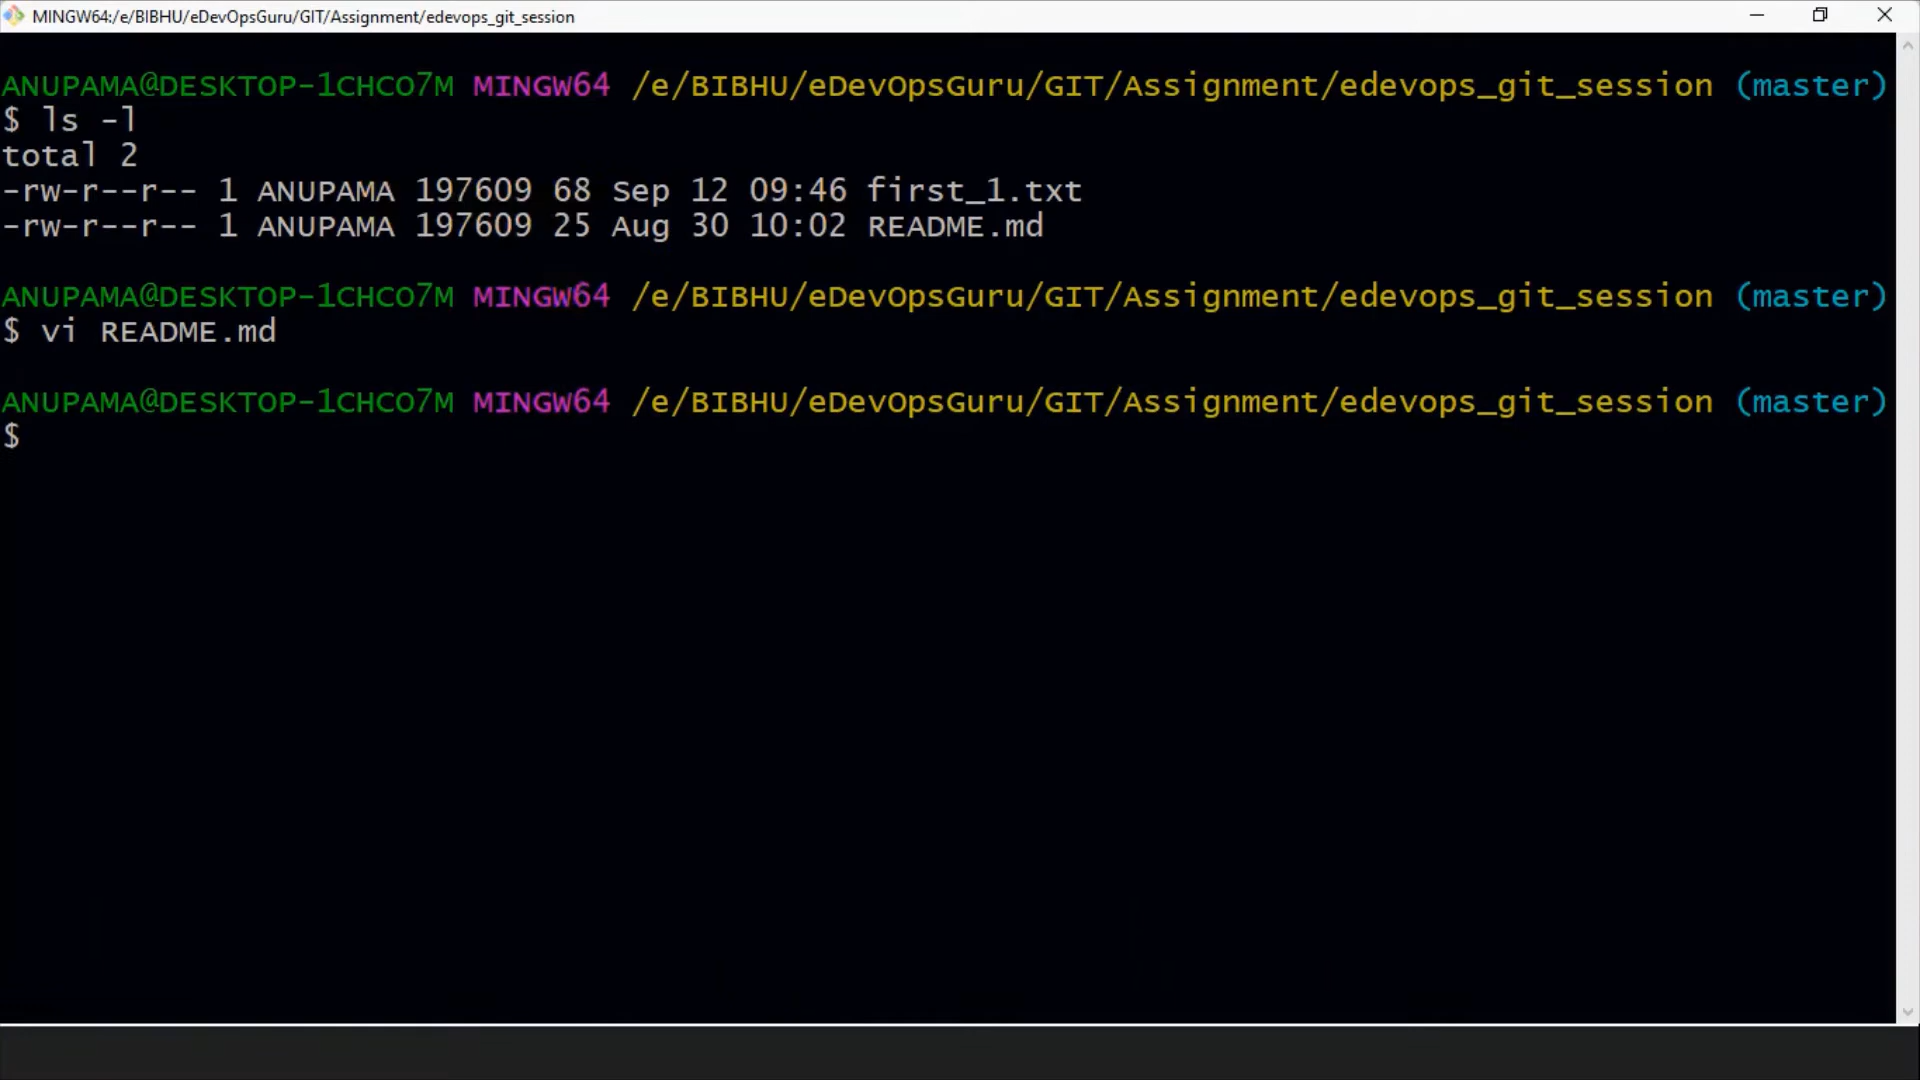 MINGW64:/e/BIBHU/eDevOpsGuru/GIT/Assignment/edevops_git_session
ANUPAMA@DESKTOP-1CHCO7M MINGW64 /e/BIBHU/eDevOpsGuru/GIT/Assignment/edevops_git_session (master)
$ ls -l
total 2
-rw-r--r-- 1 ANUPAMA 197609 68 Sep 12 09:46 first_1.txt
-rw-r--r-- 1 ANUPAMA 197609 25 Aug 30 10:02 README.md
ANUPAMA@DESKTOP-1CHCO7M MINGW64 /e/BIBHU/eDevOpsGuru/GIT/Assignment/edevops_git_session (master)
$ vi README.md
ANUPAMA@DESKTOP-1CHCO7M MINGW64 /e/BIBHU/eDevOpsGuru/GIT/Assignment/edevops_git_session (master)
$